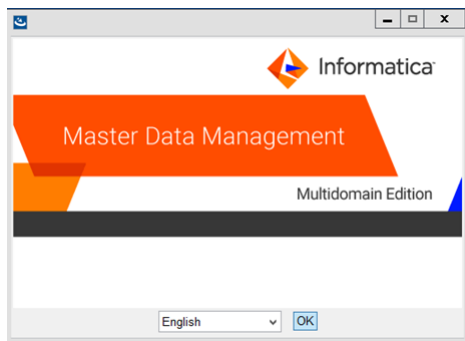 Informatica
Master Data Management
Multidomain Edition
English
OK